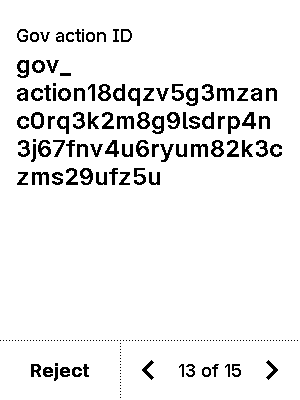 Gov action ID
gov_
action18dqzv5g3mzan
c0rq3k2m8g9lsdrp4n
3j67fnv4u6ryum82k3c
zms29ufz5u
Reject
13 of 15